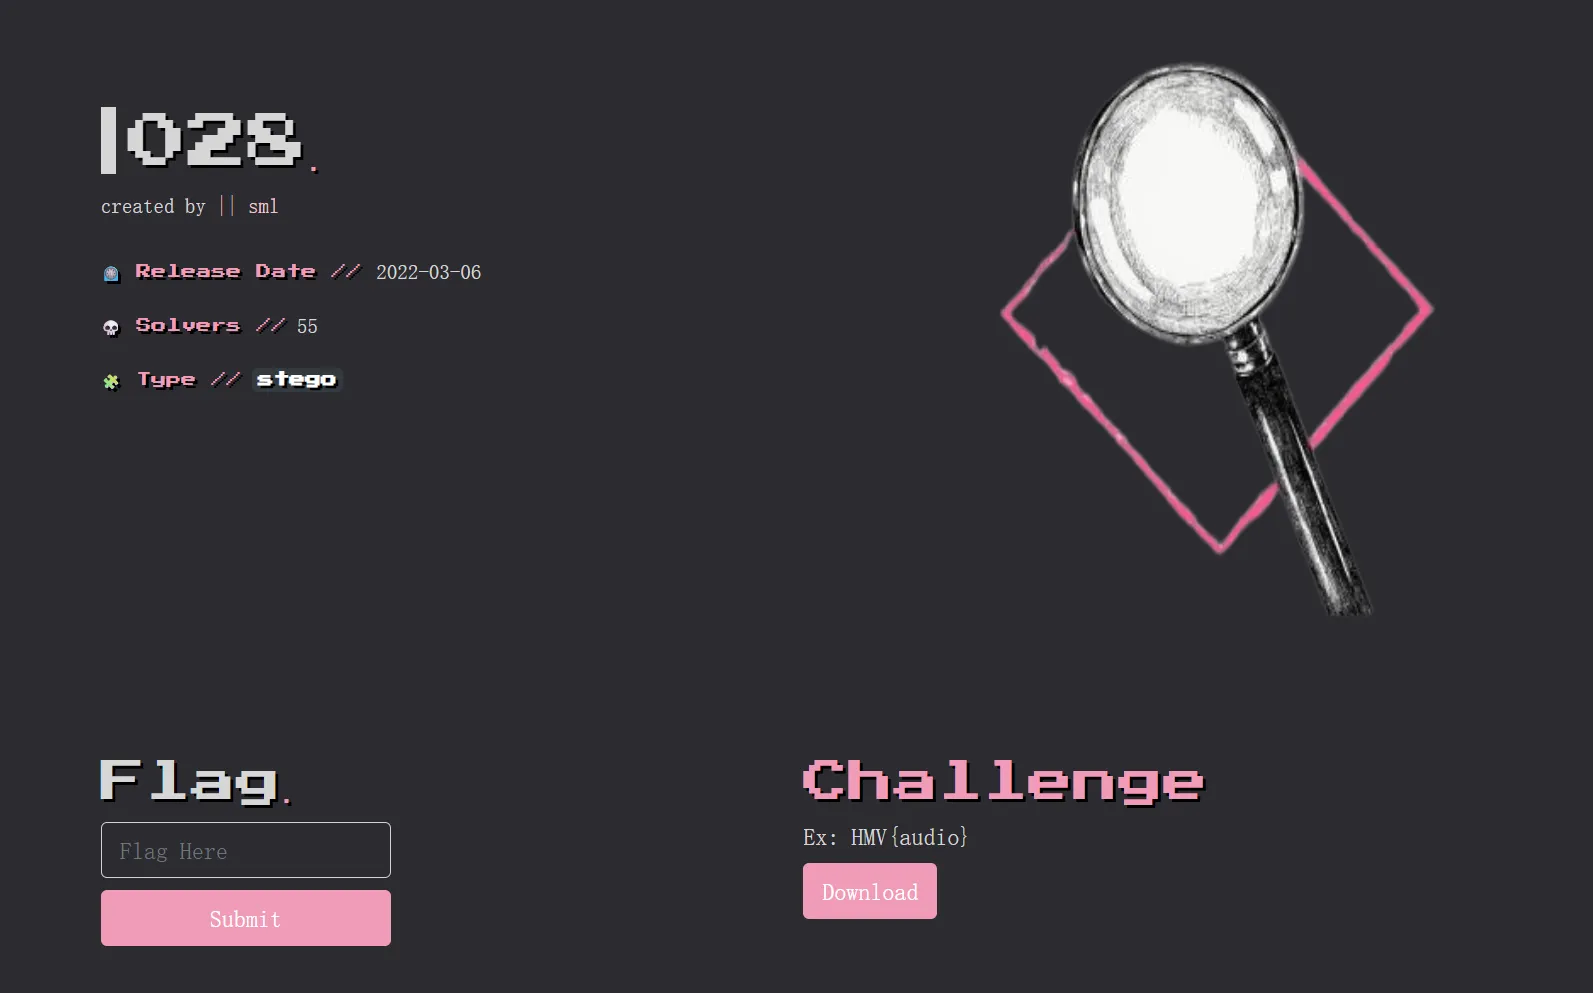 028.
created by || sml
Release Date // 2022-03-06
Solvers // 55
Type // stego
Flag.
Flag Here
Submit
Challenge
Ex: HMV{audio}
Download